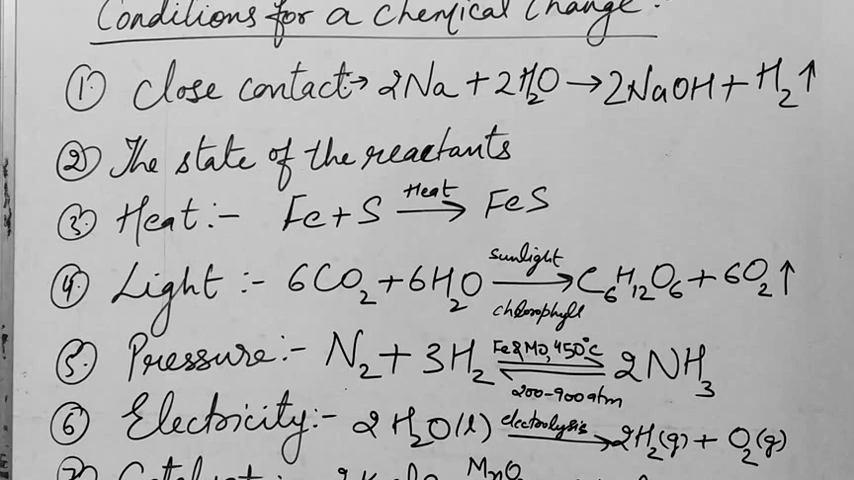 Conditions for a Chemical Change:-
① Close contact:→ 2Na + 2H₂O → 2NaOH + H₂↑
② The state of the reactants
③ Heat:- Fe + S —Heat→ FeS
④ Light :- 6CO₂ + 6H₂O —sunlight / chlorophyll→ C₆H₁₂O₆ + 6O₂↑
⑤ Pressure:- N₂ + 3H₂ ⇌ (Fe & MO, 450°C / 200-900 atm) 2NH₃
⑥ Electricity:- 2H₂O(l) —electrolysis→ 2H₂(g) + O₂(g)